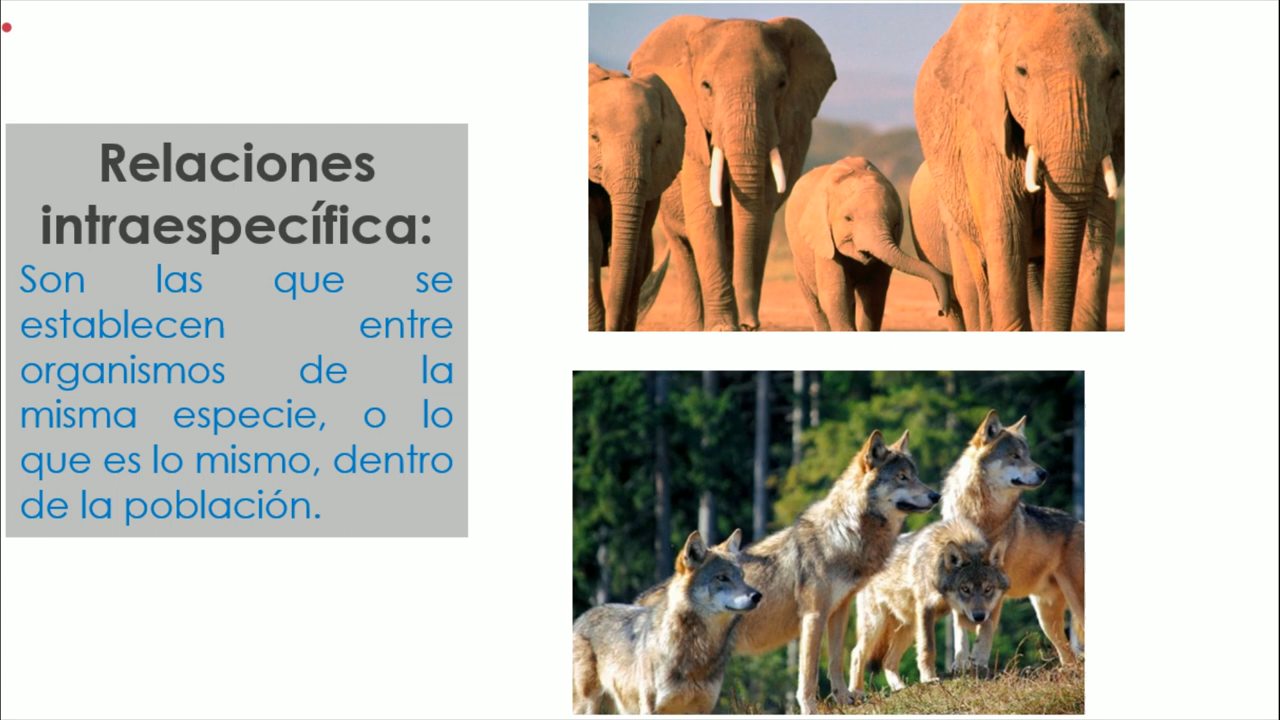 Relaciones
intraespecífica:
Son las que se
establecen entre
organismos de la
misma especie, o lo
que es lo mismo, dentro
de la población.